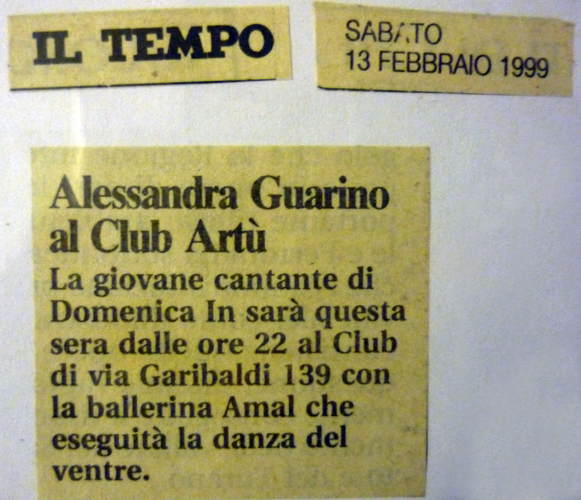 IL TEMPO
SABATO
13 FEBBRAIO 1999
Alessandra Guarino
al Club Artù
La giovane cantante di
Domenica In sarà questa
sera dalle ore 22 al Club
di via Garibaldi 139 con
la ballerina Amal che
eseguità la danza del
ventre.